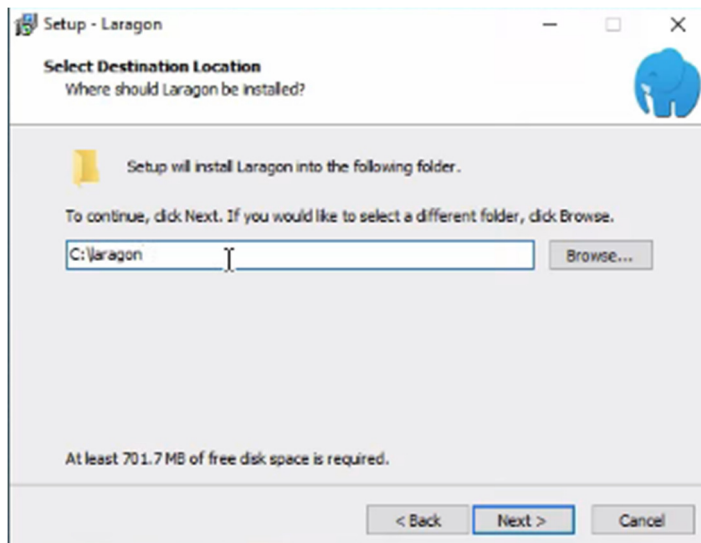 Setup - Laragon
Select Destination Location
Where should Laragon be installed?
Setup will install Laragon into the following folder.
To continue, click Next. If you would like to select a different folder, click Browse.
C:\laragon
Browse...
At least 701.7 MB of free disk space is required.
< Back
Next >
Cancel